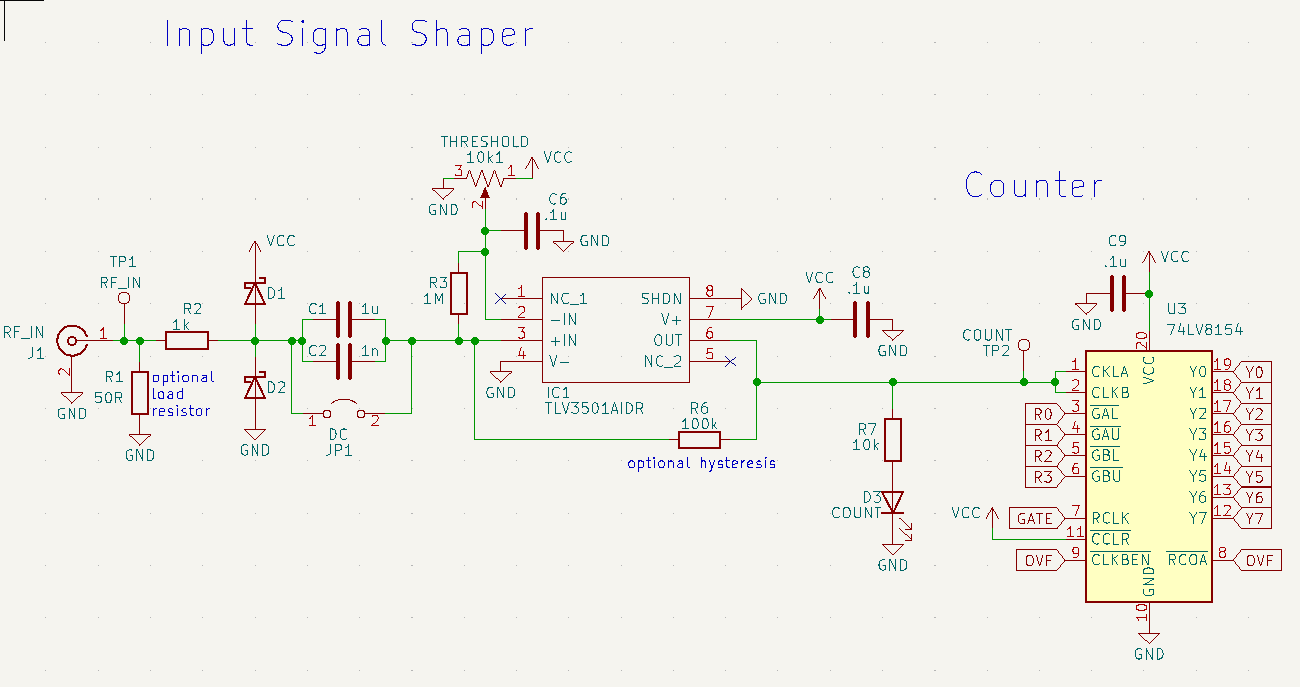 Input Signal Shaper
THRESHOLD
10k1
3
1
VCC
GND
2
C6
.1u
GND
Counter
TP1
RF_IN
VCC
D1
R2
1k
RF_IN
J1
1
2
GND
R1
50R
optional
load
resistor
GND
D2
GND
C1
1u
C2
1n
1
2
DC
JP1
R3
1M
1
NC_1
2
-IN
3
+IN
4
V-
GND
SHDN
8
GND
V+
7
OUT
6
NC_2
5
IC1
TLV3501AIDR
VCC
C8
.1u
GND
R6
100k
optional hysteresis
R7
10k
D3
COUNT
GND
COUNT
TP2
C9
.1u
VCC
GND
U3
74LV8154
20
VCC
1
CKLA
2
CLKB
R0
3
GAL
R1
4
GAU
R2
5
GBL
R3
6
GBU
GATE
7
RCLK
VCC
11
CCLR
OVF
9
CLKBEN
Y0
19
Y0
Y1
18
Y1
Y2
17
Y2
Y3
16
Y3
Y4
15
Y4
Y5
14
Y5
Y6
13
Y6
Y7
12
Y7
RCOA
8
OVF
GND
10
GND